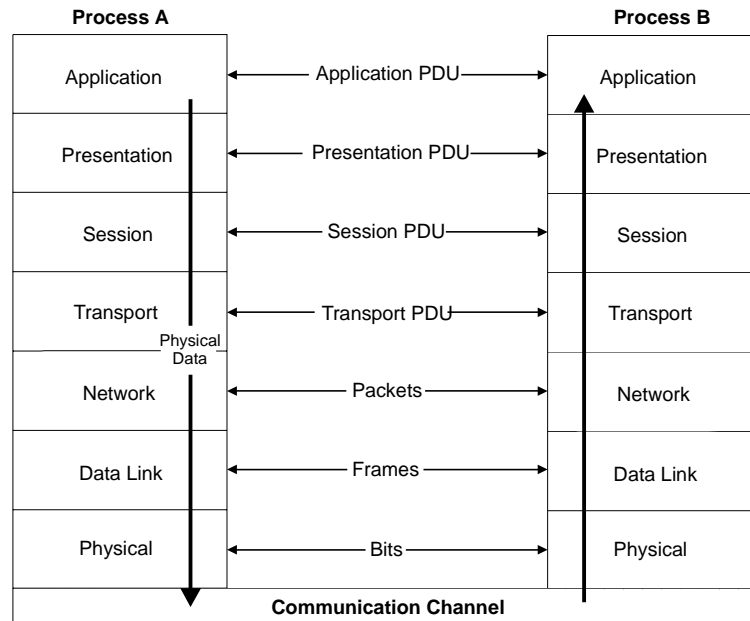 Process A
Process B
Application
Application PDU
Application
Presentation
Presentation PDU
Presentation
Session
Session PDU
Session
Transport
Transport PDU
Transport
Physical
Data
Network
Packets
Network
Data Link
Frames
Data Link
Physical
Bits
Physical
Communication Channel